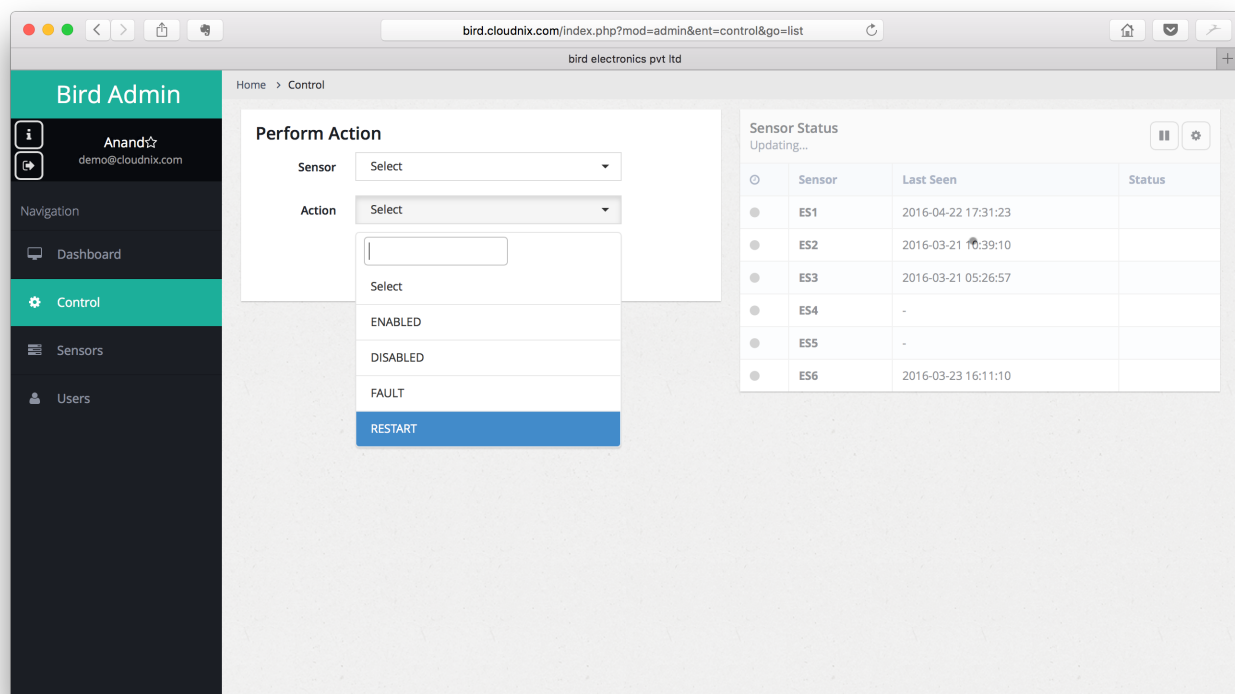 bird.cloudnix.com/index.php?mod=admin&ent=control&go=list
bird electronics pvt ltd
Bird Admin
Anand☆
demo@cloudnix.com
Navigation
Dashboard
Control
Sensors
Users
Home > Control
Perform Action
Sensor Select
Action Select
Select
ENABLED
DISABLED
FAULT
RESTART
Sensor Status
Updating...
Sensor Last Seen Status
ES1 2016-04-22 17:31:23
ES2 2016-03-21 10:39:10
ES3 2016-03-21 05:26:57
ES4 -
ES5 -
ES6 2016-03-23 16:11:10